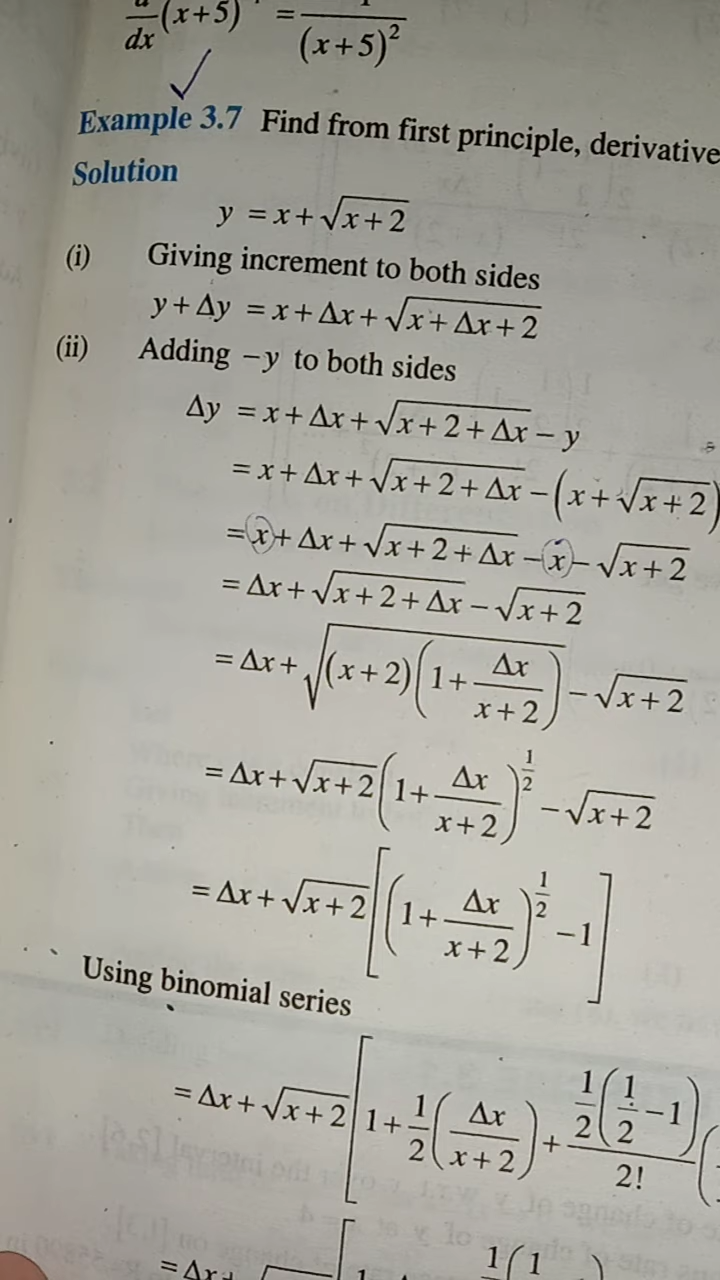 d/dx (x+5) = 1/(x+5)²
Example 3.7 Find from first principle, derivative
Solution
y = x + √(x+2)
(i) Giving increment to both sides
y + Δy = x + Δx + √(x + Δx + 2)
(ii) Adding −y to both sides
Δy = x + Δx + √(x + 2 + Δx) − y
= x + Δx + √(x + 2 + Δx) − (x + √(x+2))
= x + Δx + √(x + 2 + Δx) − x − √(x+2)
= Δx + √(x + 2 + Δx) − √(x+2)
= Δx + √((x+2)(1 + Δx/(x+2))) − √(x+2)
= Δx + √(x+2) (1 + Δx/(x+2))^(1/2) − √(x+2)
= Δx + √(x+2) [(1 + Δx/(x+2))^(1/2) − 1]
Using binomial series
= Δx + √(x+2) [1 + 1/2 (Δx/(x+2)) + 1/2 (1/2 − 1)/2! (
= Δx +